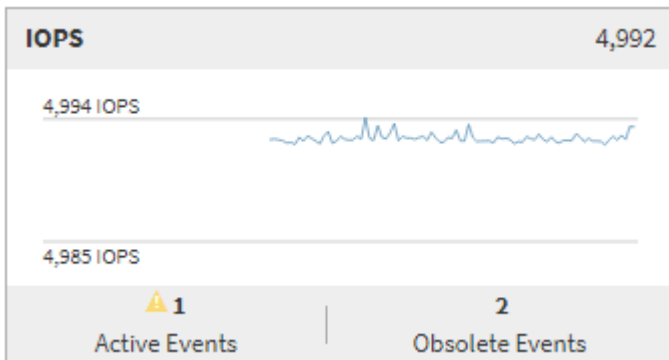 IOPS 4,992
4,994 IOPS
4,985 IOPS
1 2
Active Events Obsolete Events